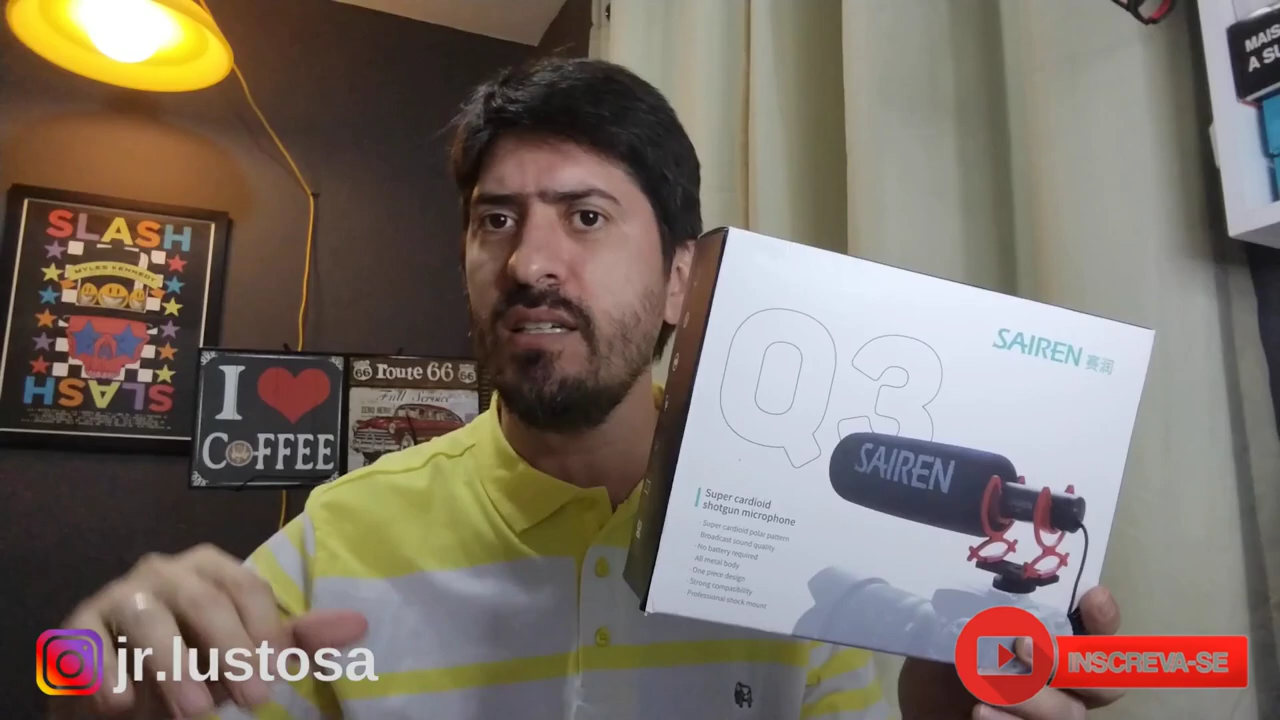 MAIS
A SU
SLASH
MYLES KENNEDY
SLASH
I
COFFEE
66 Route 66 66
Full Service
Q3
SAIREN 赛润
SAIREN
Super cardioid
shotgun microphone
· Super cardioid polar pattern
· Broadcast sound quality
· No battery required
· All metal body
· One piece design
· Strong compatibility
· Professional shock mount
jr.lustosa
INSCREVA-SE